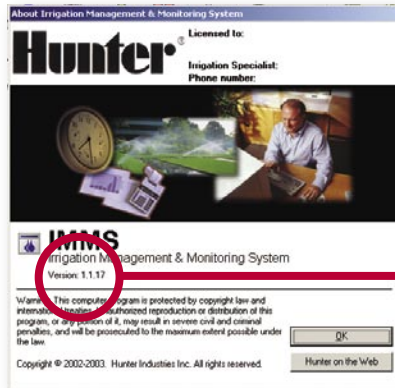 About Irrigation Management & Monitoring System
Hunter®
Licensed to:
Irrigation Specialist:
Phone number:
IMMS
Irrigation Management & Monitoring System
Version: 1.1.17
Warning: This computer program is protected by copyright law and
international treaties. Unauthorized reproduction or distribution of this
program, or any portion of it, may result in severe civil and criminal
penalties, and will be prosecuted to the maximum extent possible under
the law.
Copyright © 2002-2003. Hunter Industries Inc. All rights reserved.
OK
Hunter on the Web